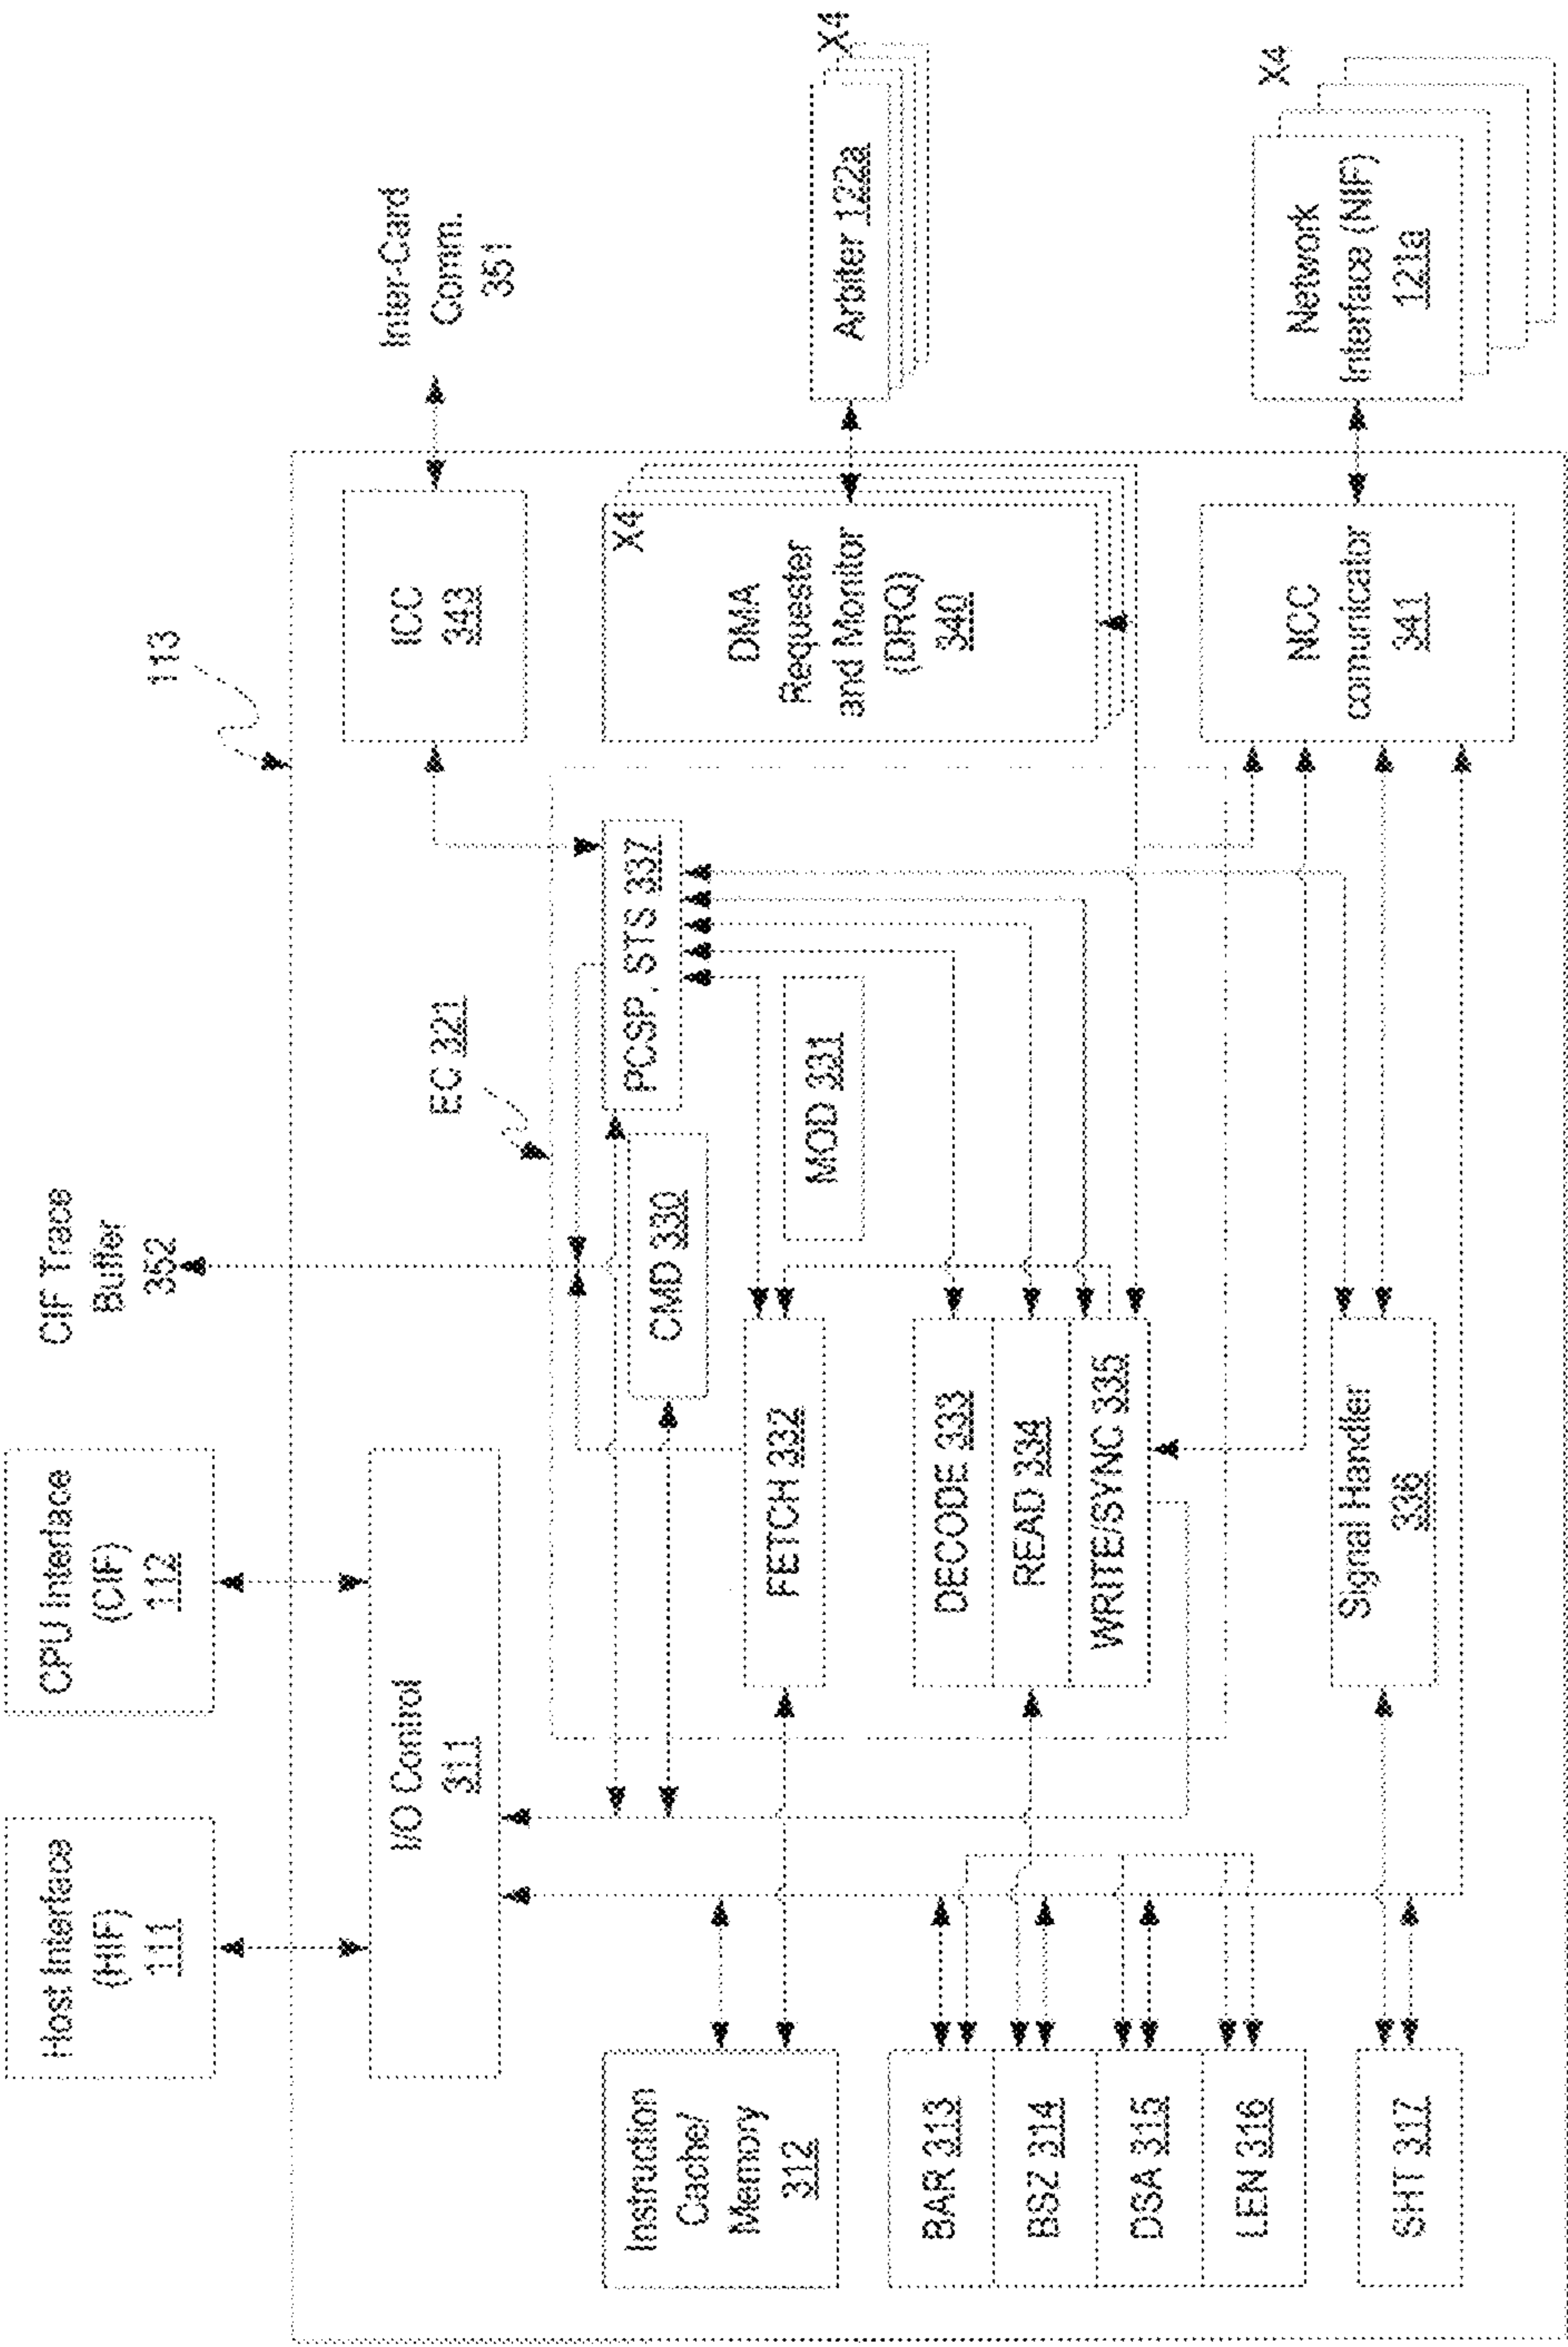 Host Interface
(HIF)
111
CPU Interface
(CIF)
112
CIF Trace
Buffer
352
113
I/O Control
311
EC 321
ICC
343
Inter-Card
Comm.
351
Instruction
Cache/
Memory
312
CMD 330
PCSP, STS 337
FETCH 332
MOD 331
X4
DMA
Requester
and Monitor
(DRQ)
340
X4
Arbiter 122a
BAR 313
BSZ 314
DSA 315
LEN 316
DECODE 333
READ 334
WRITE/SYNC 335
SHT 317
Signal Handler
336
NCC
comunicator
341
X4
Network
Interface (NIF)
121a